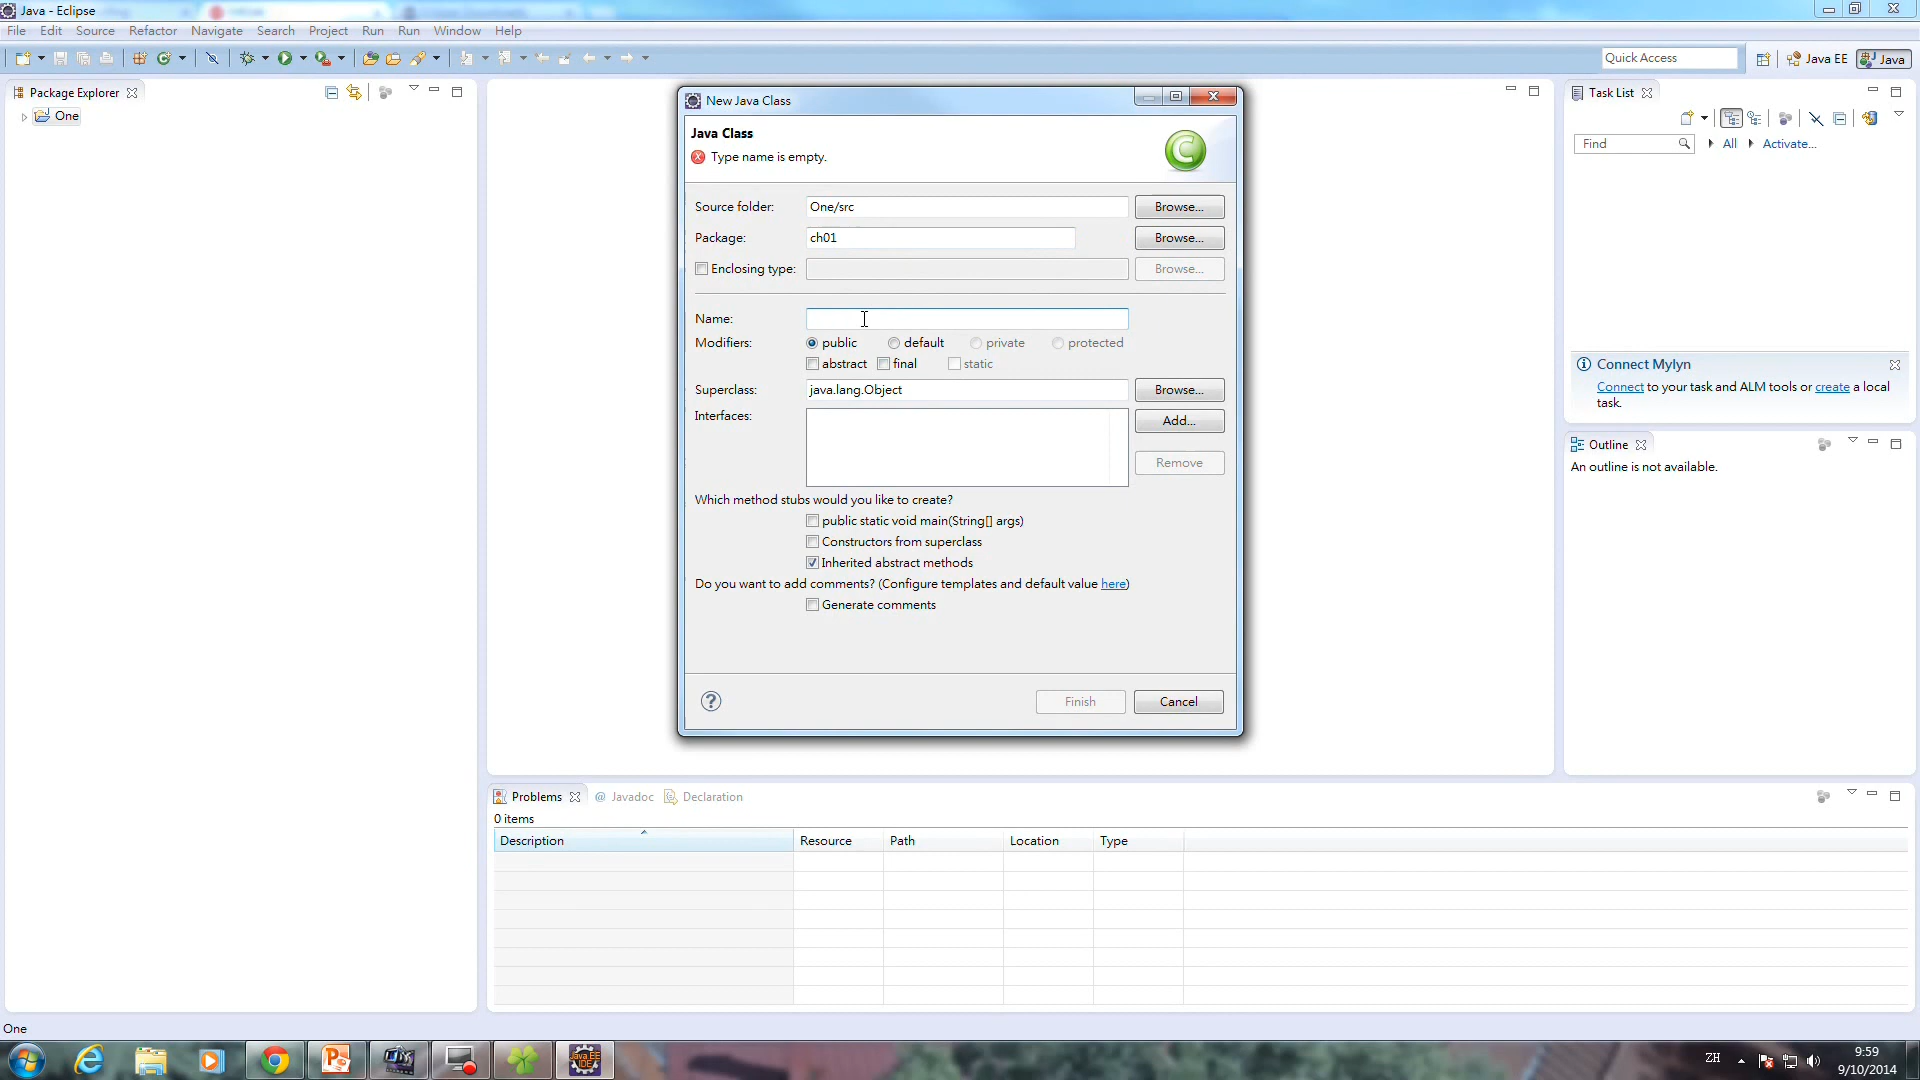 Java - Eclipse
File Edit Source Refactor Navigate Search Project Run Run Window Help
Quick Access
Java EE
Java
Package Explorer
One
New Java Class
Java Class
Type name is empty.
Source folder: One/src Browse...
Package: ch01 Browse...
Enclosing type: Browse...
Name:
Modifiers: public default private protected
abstract final static
Superclass: java.lang.Object Browse...
Interfaces: Add...
Remove
Which method stubs would you like to create?
public static void main(String[] args)
Constructors from superclass
Inherited abstract methods
Do you want to add comments? (Configure templates and default value here)
Generate comments
Finish Cancel
Task List
Find All Activate...
Connect Mylyn
Connect to your task and ALM tools or create a local
task.
Outline
An outline is not available.
Problems @ Javadoc Declaration
0 items
Description Resource Path Location Type
One
Java EE
IDE
ZH
9:59
9/10/2014